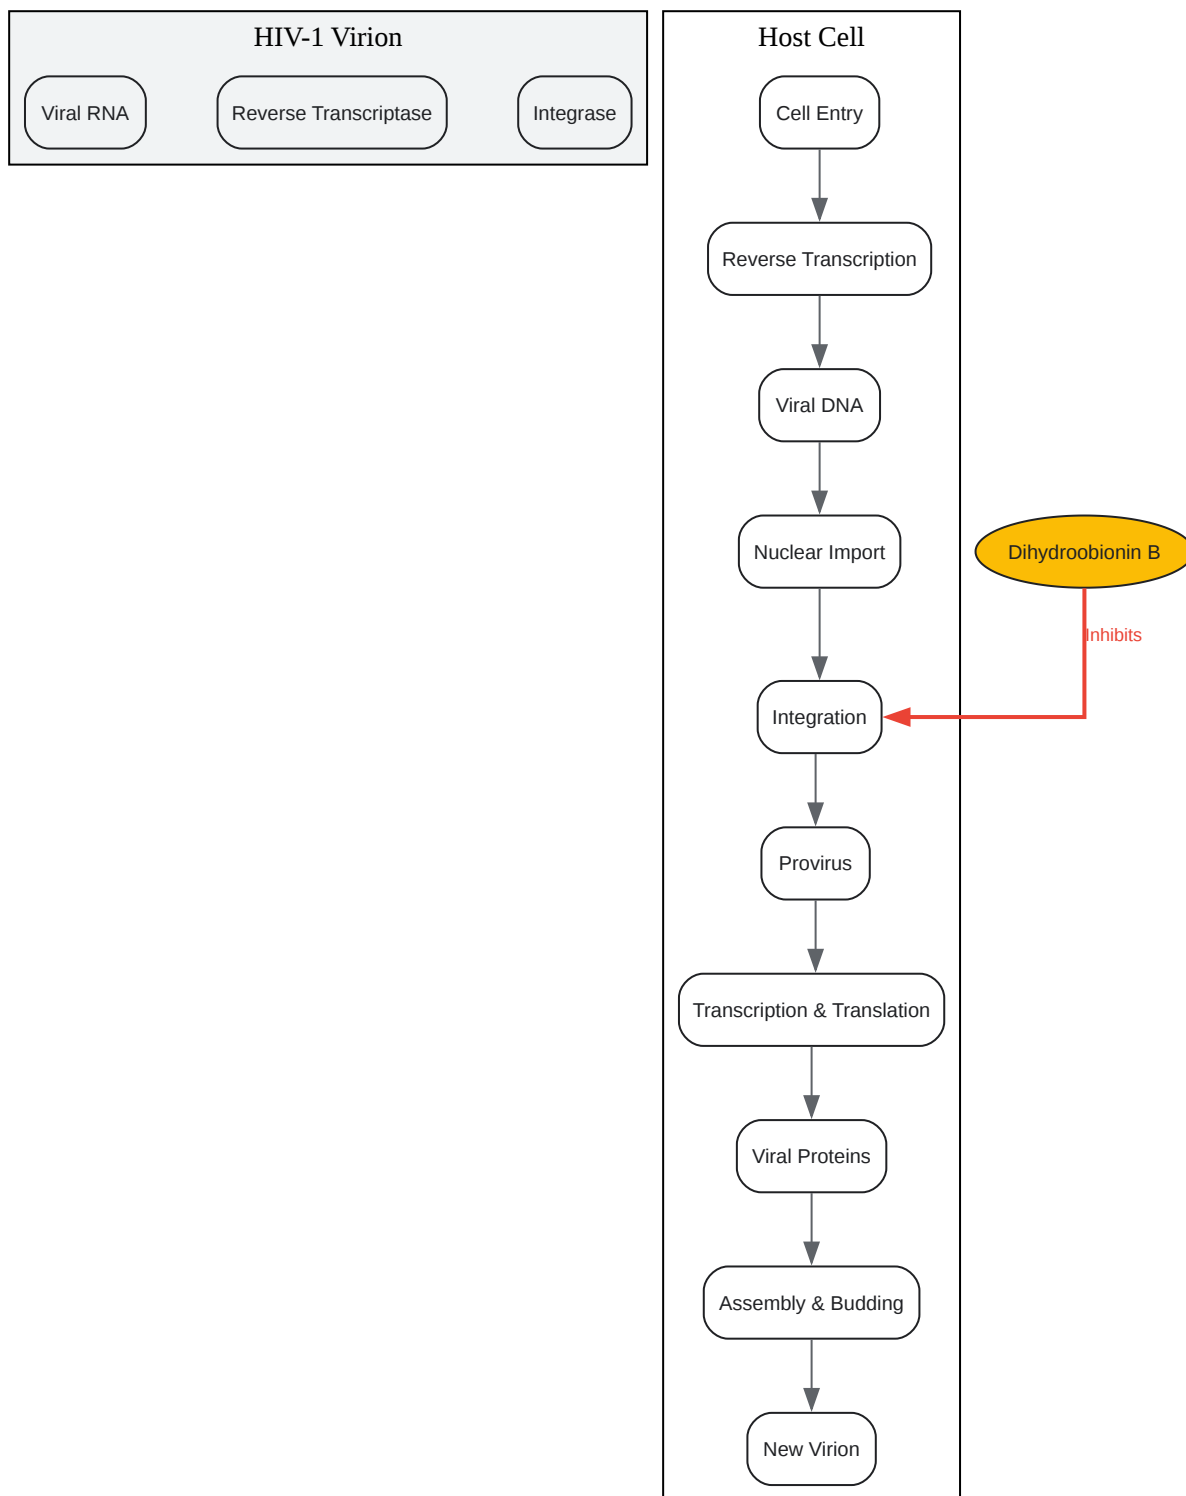 HIV-1 Virion
Viral RNA
Reverse Transcriptase
Integrase
Host Cell
Cell Entry
Reverse Transcription
Viral DNA
Nuclear Import
Dihydroobionin B
Inhibits
Integration
Provirus
Transcription & Translation
Viral Proteins
Assembly & Budding
New Virion